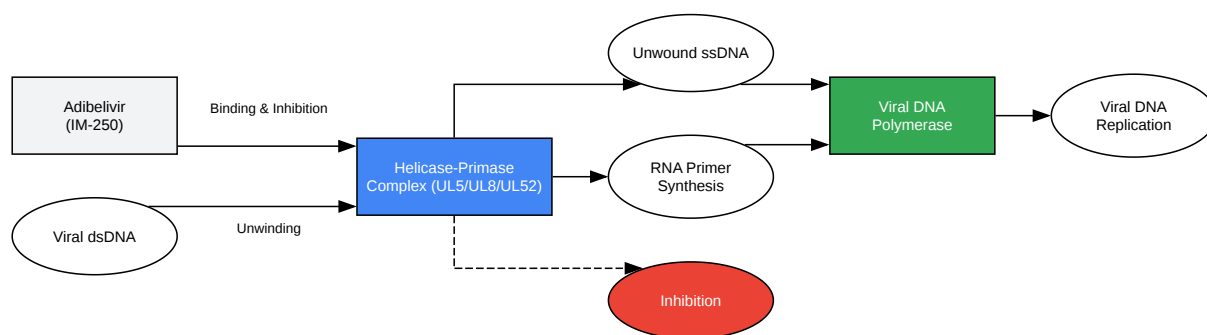 Adibelivir
(IM-250)
Binding & Inhibition
Viral dsDNA
Unwinding
Helicase-Primase
Complex (UL5/UL8/UL52)
Unwound ssDNA
RNA Primer
Synthesis
Inhibition
Viral DNA
Polymerase
Viral DNA
Replication